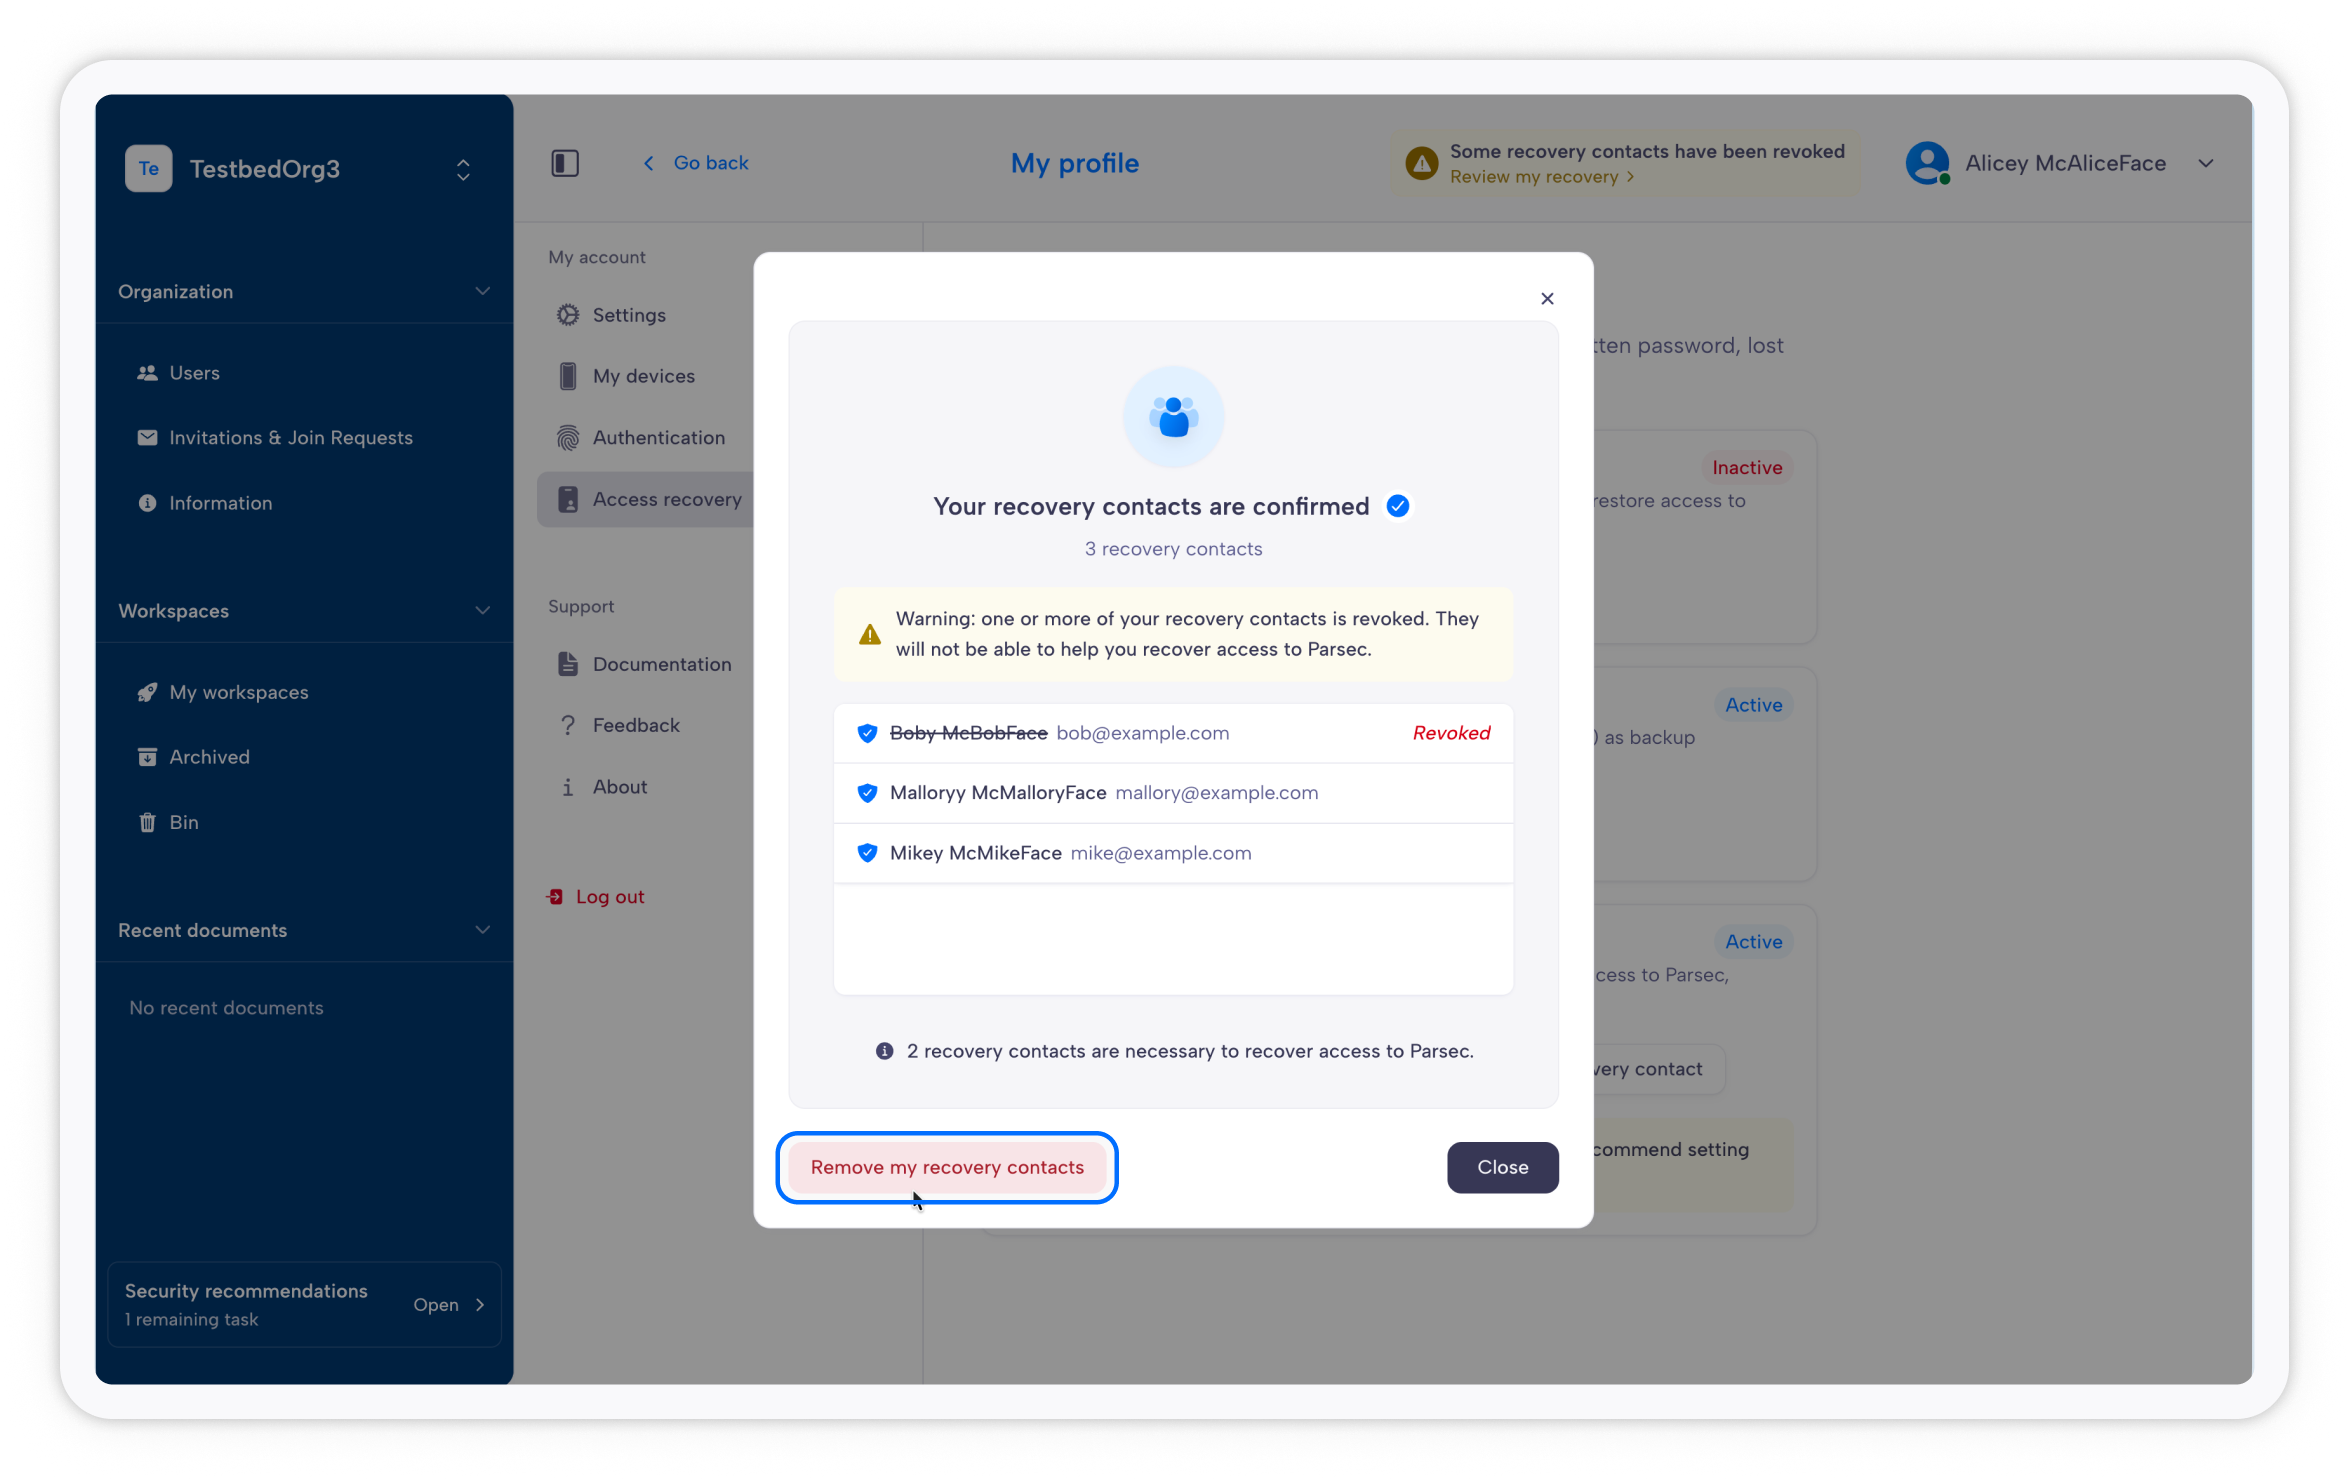 Te
TestbedOrg3
Organization
Users
Invitations & Join Requests
Information
Workspaces
My workspaces
Archived
Bin
Recent documents
No recent documents
Security recommendations
1 remaining task
Open
Go back
My profile
Some recovery contacts have been revoked
Review my recovery
Alicey McAliceFace
My account
Settings
My devices
Authentication
Access recovery
Support
Documentation
Feedback
About
Log out
Your recovery contacts are confirmed
3 recovery contacts
Warning: one or more of your recovery contacts is revoked. They
will not be able to help you recover access to Parsec.
Boby McBobFace bob@example.com Revoked
Malloryy McMalloryFace mallory@example.com
Mikey McMikeFace mike@example.com
2 recovery contacts are necessary to recover access to Parsec.
Remove my recovery contacts
Close
tten password, lost
Inactive
restore access to
Active
) as backup
Active
cess to Parsec,
very contact
commend setting